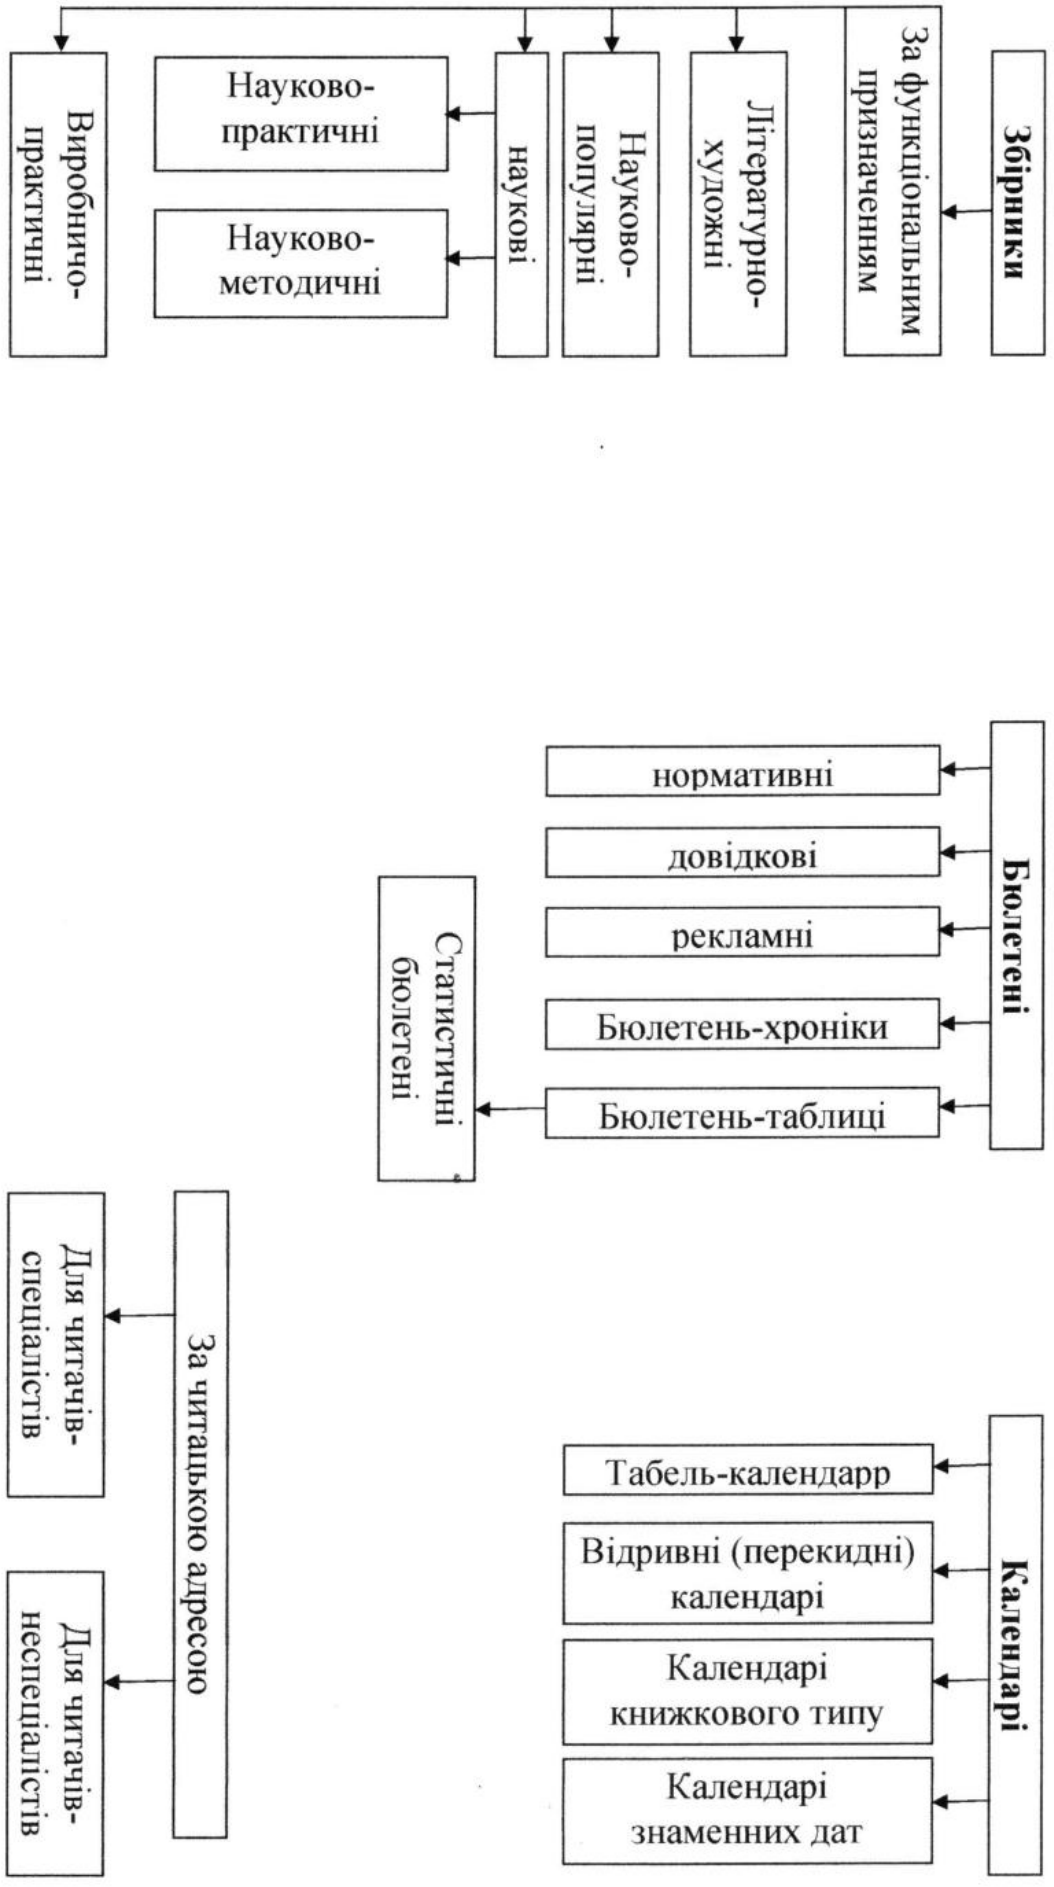 Збірники
За функціональним
призначенням
Літературно-
художні
Науково-
популярні
наукові
Науково-
практичні
Науково-
методичні
Виробничо-
практичні
Бюлетені
нормативні
довідкові
рекламні
Бюлетень-хроніки
Бюлетень-таблиці
Статистичні
бюлетені
Календарі
Табель-календарр
Відривні (перекидні)
календарі
Календарі
книжкового типу
Календарі
знаменних дат
За читацькою адресою
Для читачів-
спеціалістів
Для читачів-
неспеціалістів